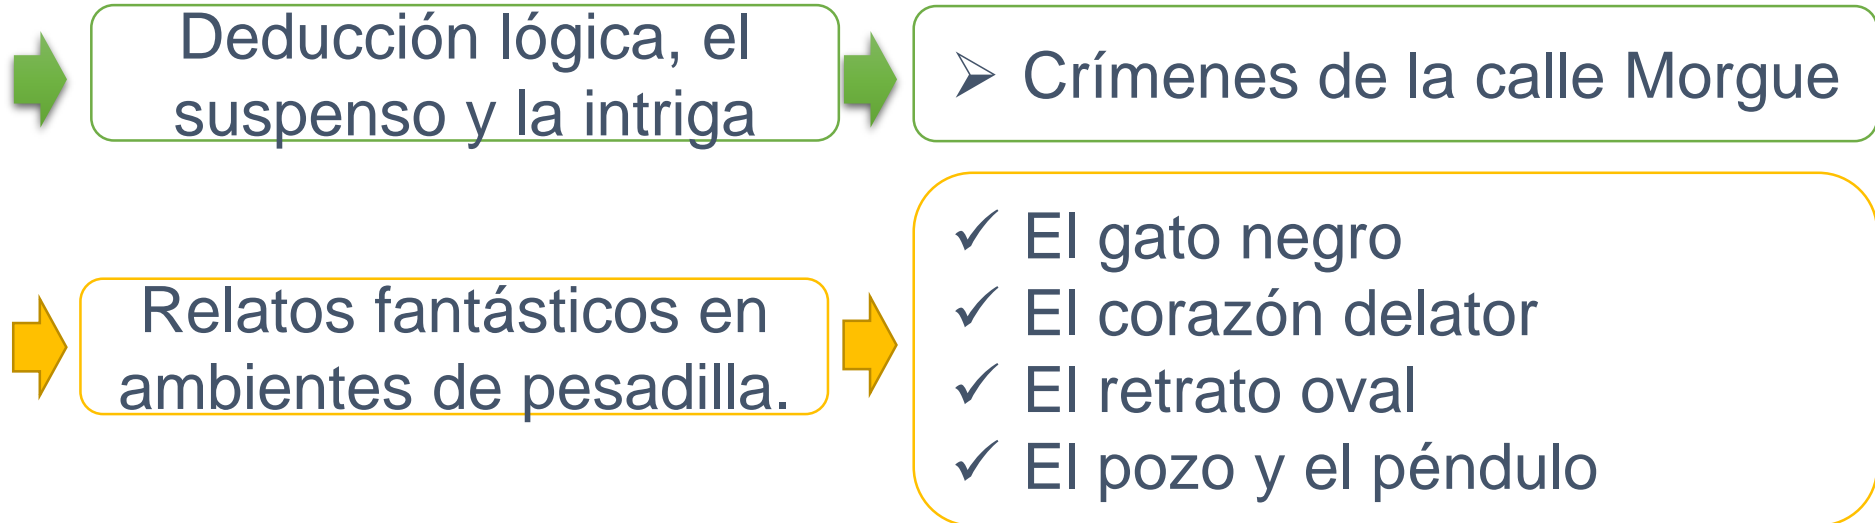 Deducción lógica, el
suspenso y la intriga
➢ Crímenes de la calle Morgue
Relatos fantásticos en
ambientes de pesadilla.
✓ El gato negro
✓ El corazón delator
✓ El retrato oval
✓ El pozo y el péndulo